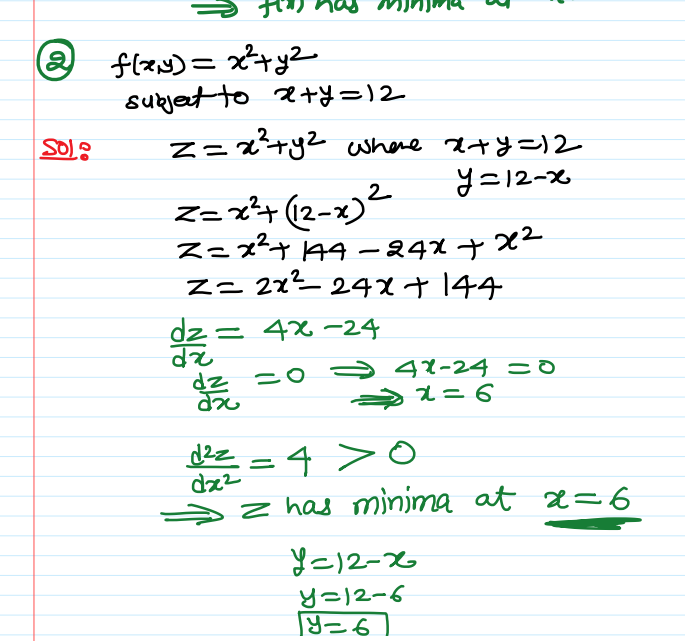 ⟹ f(x) has minima at
② f(x,y) = x²+y²
subject to x+y=12
Sol: z = x²+y² where x+y=12
y=12-x
z= x²+(12-x)²
z= x²+ 144 - 24x + x²
z= 2x²- 24x + 144
dz/dx = 4x -24
dz/dx = 0 ⟹ 4x-24 = 0
⟹ x = 6
d²z/dx² = 4 > 0
⟹ z has minima at x=6
y=12-x
y=12-6
y=6